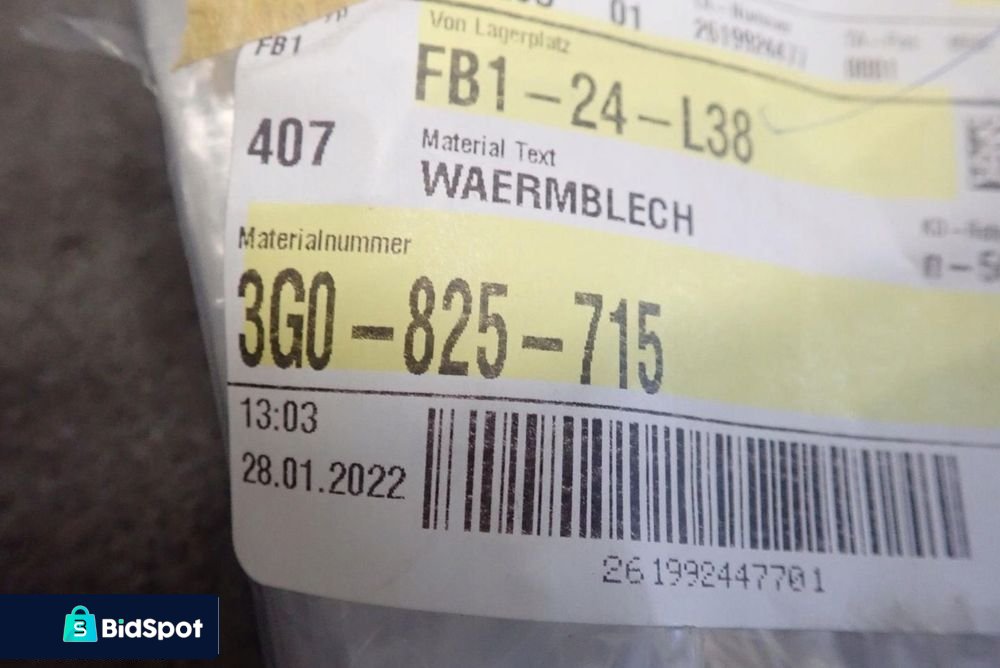 01
Von Lagerplatz
FB1
FB1-24-L38
407
Material Text
WAERMBLECH
Materialnummer
3G0-825-715
13:03
28.01.2022
261992447701
BidSpot